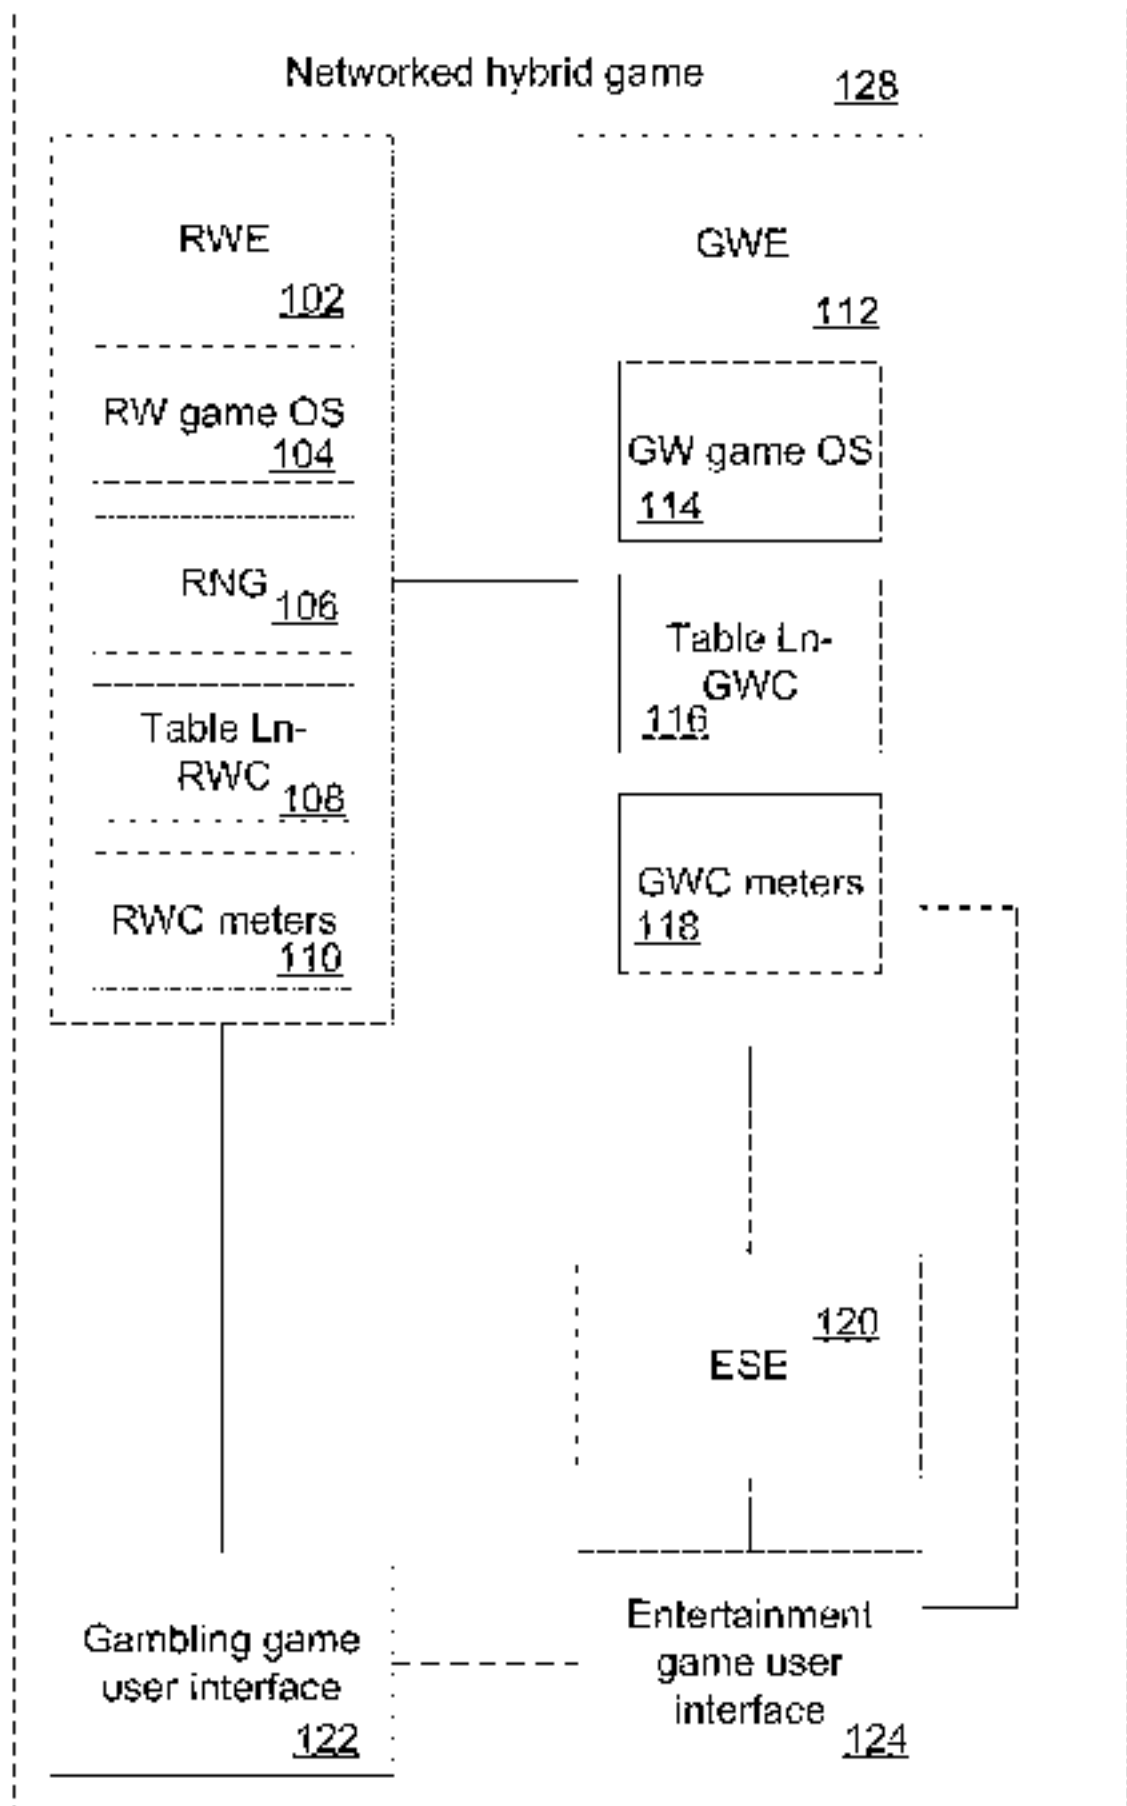 Networked hybrid game
128
RWE
102
RW game OS
104
RNG
106
Table Ln-
RWC
108
RWC meters
110
GWE
112
GW game OS
114
Table Ln-
GWC
116
GWC meters
118
120
ESE
Gambling game
user interface
122
Entertainment
game user
interface
124